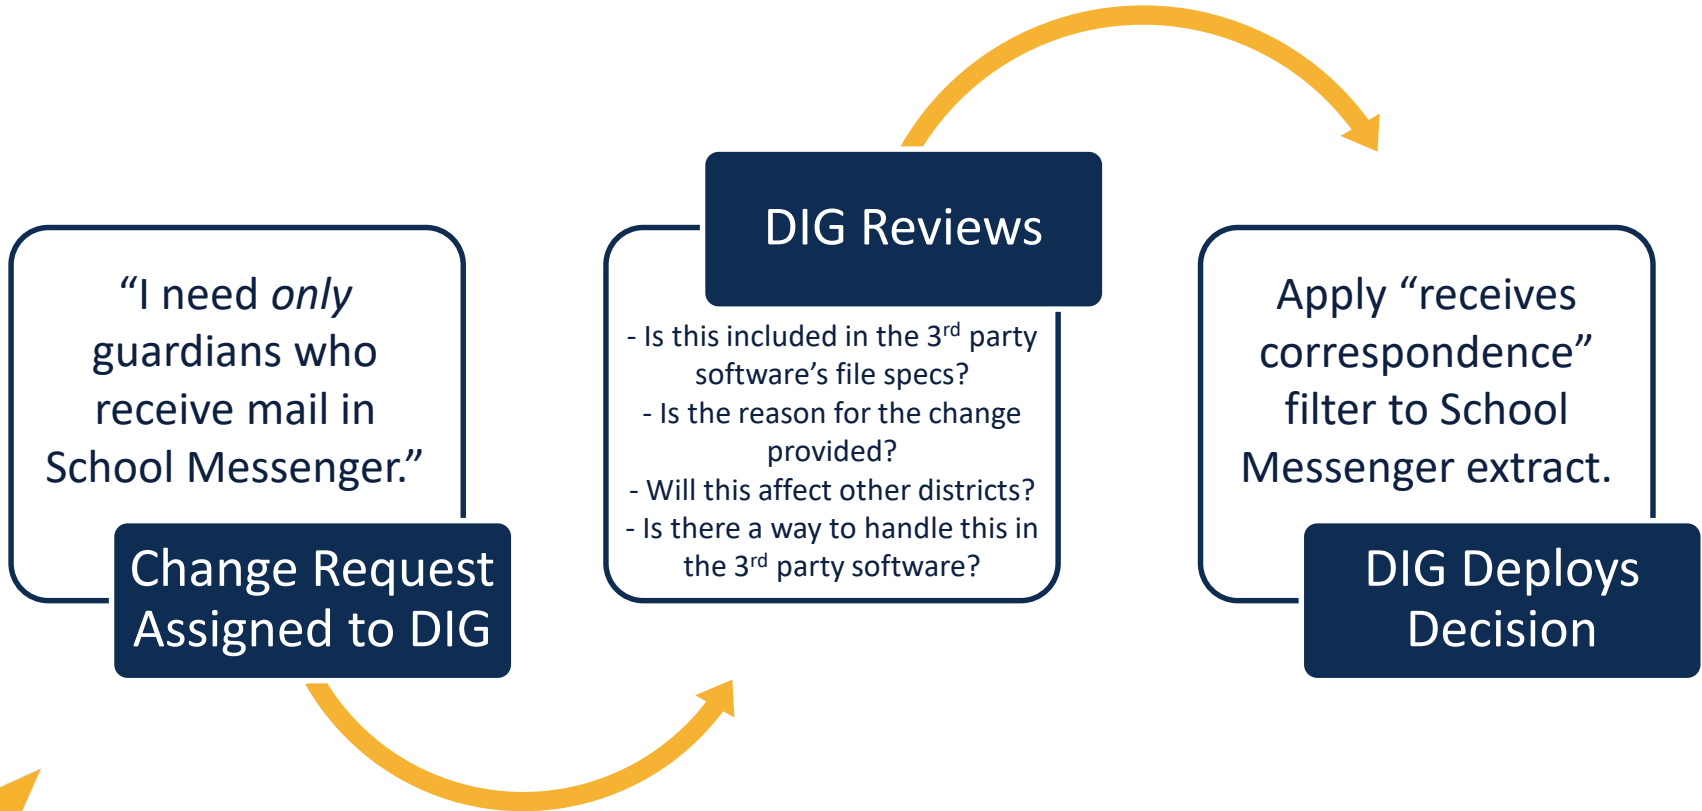 “I need only
guardians who
receive mail in
School Messenger.”
Change Request
Assigned to DIG
DIG Reviews
- Is this included in the 3rd party
software’s file specs?
- Is the reason for the change
provided?
- Will this affect other districts?
- Is there a way to handle this in
the 3rd party software?
Apply “receives
correspondence”
filter to School
Messenger extract.
DIG Deploys
Decision